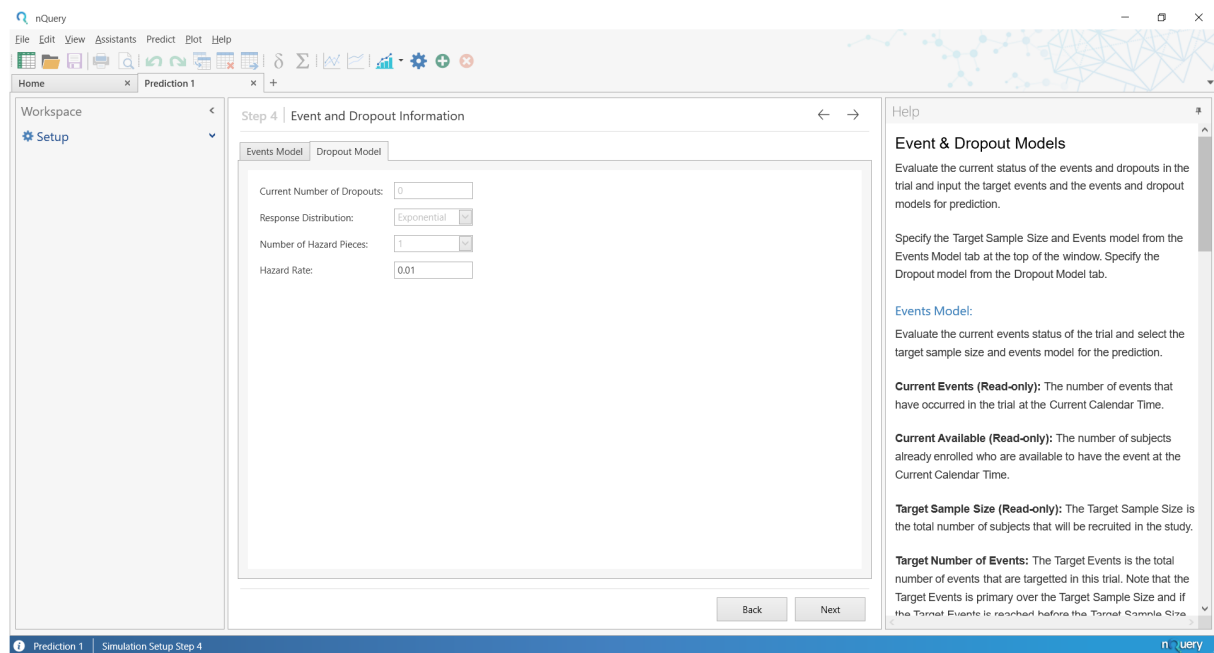 nQuery
File Edit View Assistants Predict Plot Help
Home × Prediction 1 × +
Workspace
Setup
Step 4 | Event and Dropout Information
Events Model Dropout Model
Current Number of Dropouts: 0
Response Distribution: Exponential
Number of Hazard Pieces: 1
Hazard Rate: 0.01
Back Next
Help
Event & Dropout Models
Evaluate the current status of the events and dropouts in the
trial and input the target events and the events and dropout
models for prediction.
Specify the Target Sample Size and Events model from the
Events Model tab at the top of the window. Specify the
Dropout model from the Dropout Model tab.
Events Model:
Evaluate the current events status of the trial and select the
target sample size and events model for the prediction.
Current Events (Read-only): The number of events that
have occurred in the trial at the Current Calendar Time.
Current Available (Read-only): The number of subjects
already enrolled who are available to have the event at the
Current Calendar Time.
Target Sample Size (Read-only): The Target Sample Size is
the total number of subjects that will be recruited in the study.
Target Number of Events: The Target Events is the total
number of events that are targetted in this trial. Note that the
Target Events is primary over the Target Sample Size and if
the Target Events is reached before the Target Sample Size
Prediction 1 | Simulation Setup Step 4
nQuery